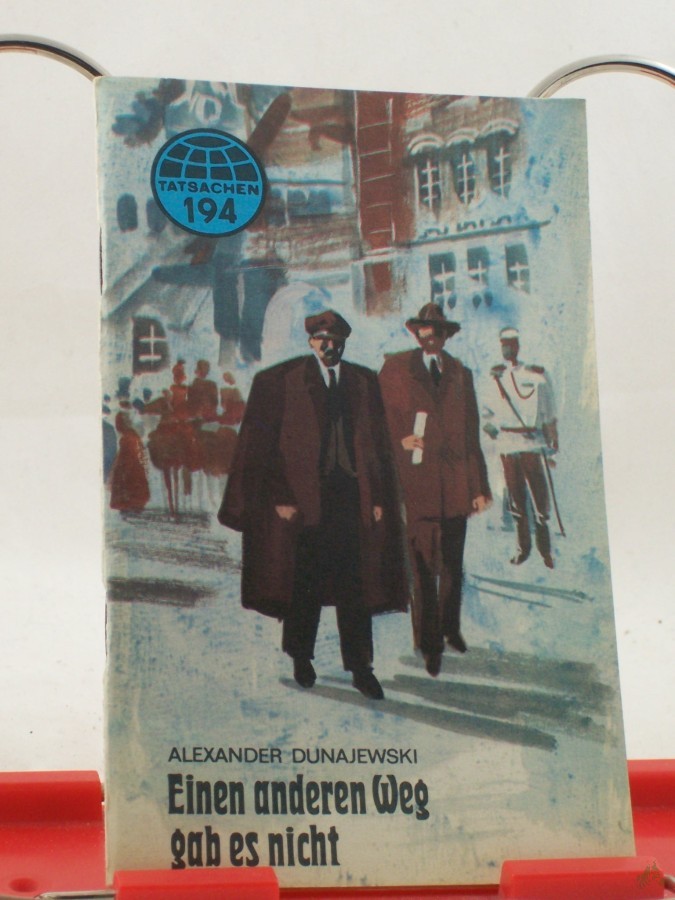 TATSACHEN
194
ALEXANDER DUNAJEWSKI
Einen anderen Weg
gab es nicht